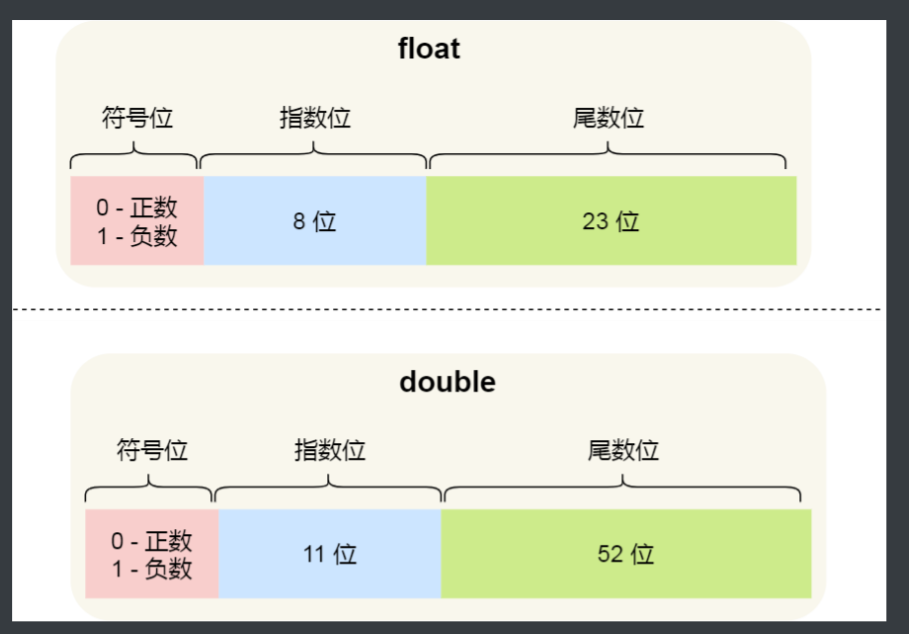 float
符号位 指数位 尾数位
0 - 正数
1 - 负数
8 位
23 位
double
符号位 指数位 尾数位
0 - 正数
1 - 负数
11 位
52 位